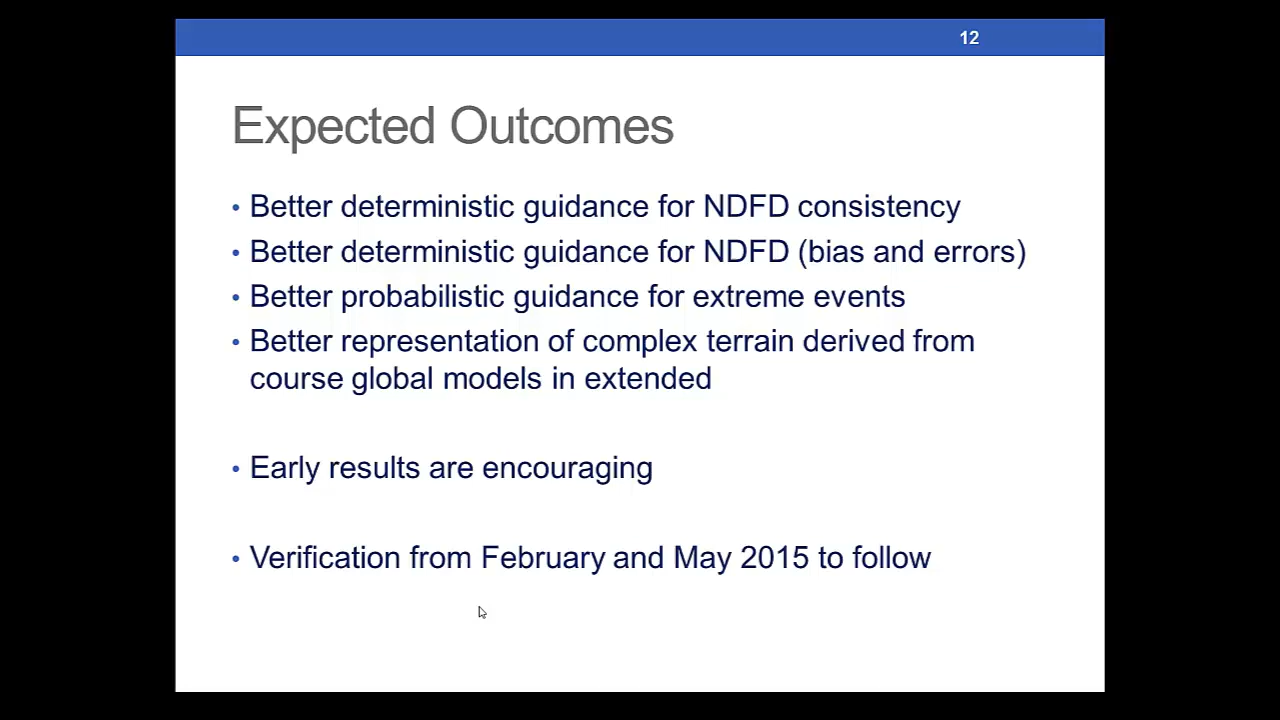 12
Expected Outcomes
• Better deterministic guidance for NDFD consistency
• Better deterministic guidance for NDFD (bias and errors)
• Better probabilistic guidance for extreme events
• Better representation of complex terrain derived from
course global models in extended
• Early results are encouraging
• Verification from February and May 2015 to follow